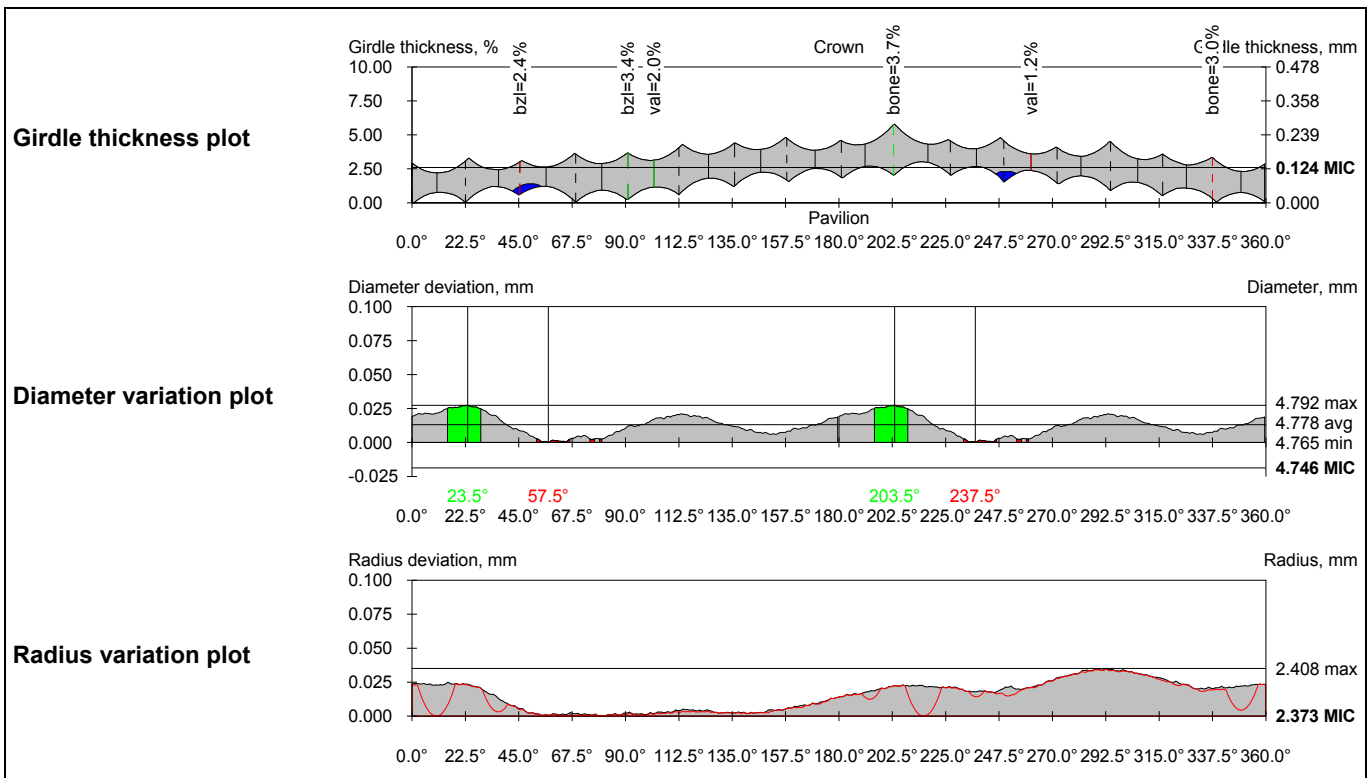 Girdle thickness plot
Girdle thickness, %
Crown
G dle thickness, mm
bzl=2.4%
bzl=3.4%
val=2.0%
bone=3.7%
val=1.2%
bone=3.0%
10.00
7.50
5.00
2.50
0.00
0.478
0.358
0.239
0.124 MIC
0.000
Pavilion
0.0° 22.5° 45.0° 67.5° 90.0° 112.5° 135.0° 157.5° 180.0° 202.5° 225.0° 247.5° 270.0° 292.5° 315.0° 337.5° 360.0°
Diameter variation plot
Diameter deviation, mm
Diameter, mm
0.100
0.075
0.050
0.025
0.000
-0.025
4.792 max
4.778 avg
4.765 min
4.746 MIC
23.5° 57.5° 203.5° 237.5°
0.0° 22.5° 45.0° 67.5° 90.0° 112.5° 135.0° 157.5° 180.0° 202.5° 225.0° 247.5° 270.0° 292.5° 315.0° 337.5° 360.0°
Radius variation plot
Radius deviation, mm
Radius, mm
0.100
0.075
0.050
0.025
0.000
2.408 max
2.373 MIC
0.0° 22.5° 45.0° 67.5° 90.0° 112.5° 135.0° 157.5° 180.0° 202.5° 225.0° 247.5° 270.0° 292.5° 315.0° 337.5° 360.0°